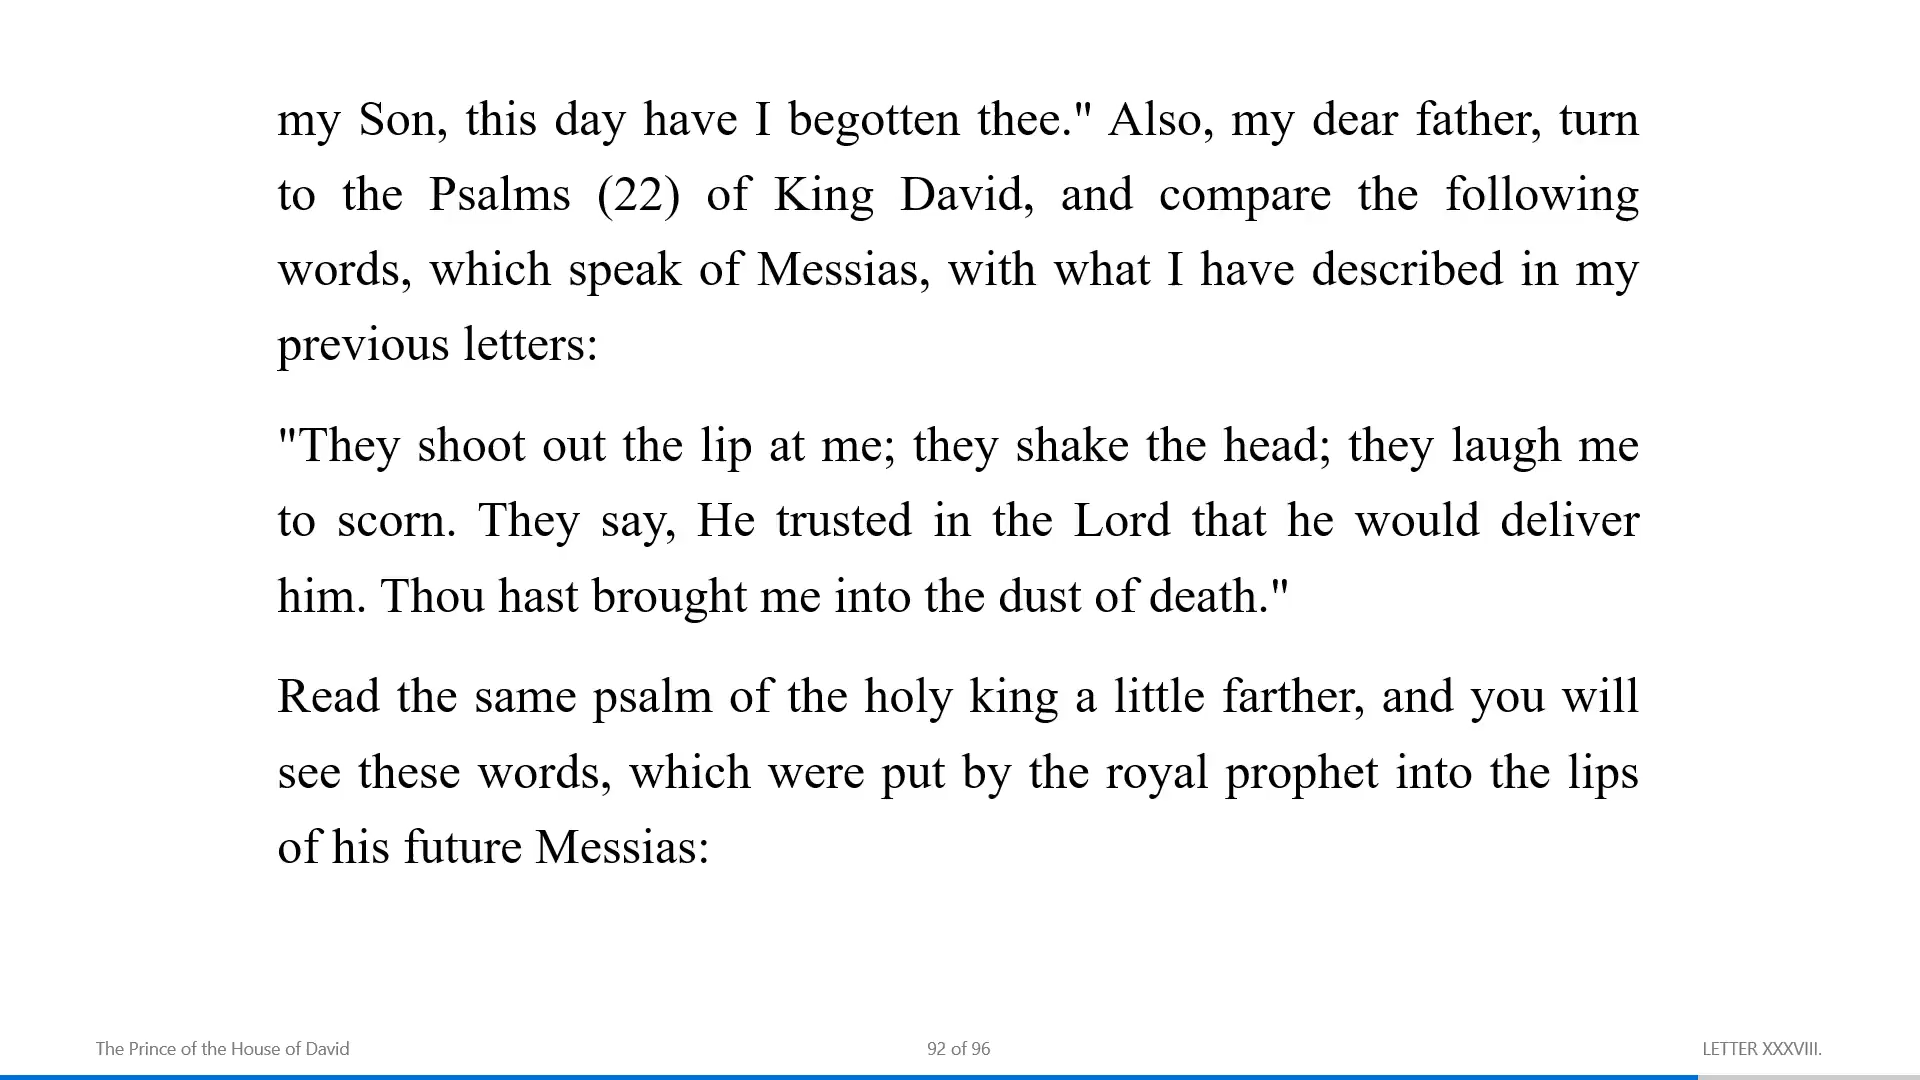 my Son, this day have I begotten thee." Also, my dear father, turn
to the Psalms (22) of King David, and compare the following
words, which speak of Messias, with what I have described in my
previous letters:
"They shoot out the lip at me; they shake the head; they laugh me
to scorn. They say, He trusted in the Lord that he would deliver
him. Thou hast brought me into the dust of death."
Read the same psalm of the holy king a little farther, and you will
see these words, which were put by the royal prophet into the lips
of his future Messias:
The Prince of the House of David
92 of 96
LETTER XXXVIII.